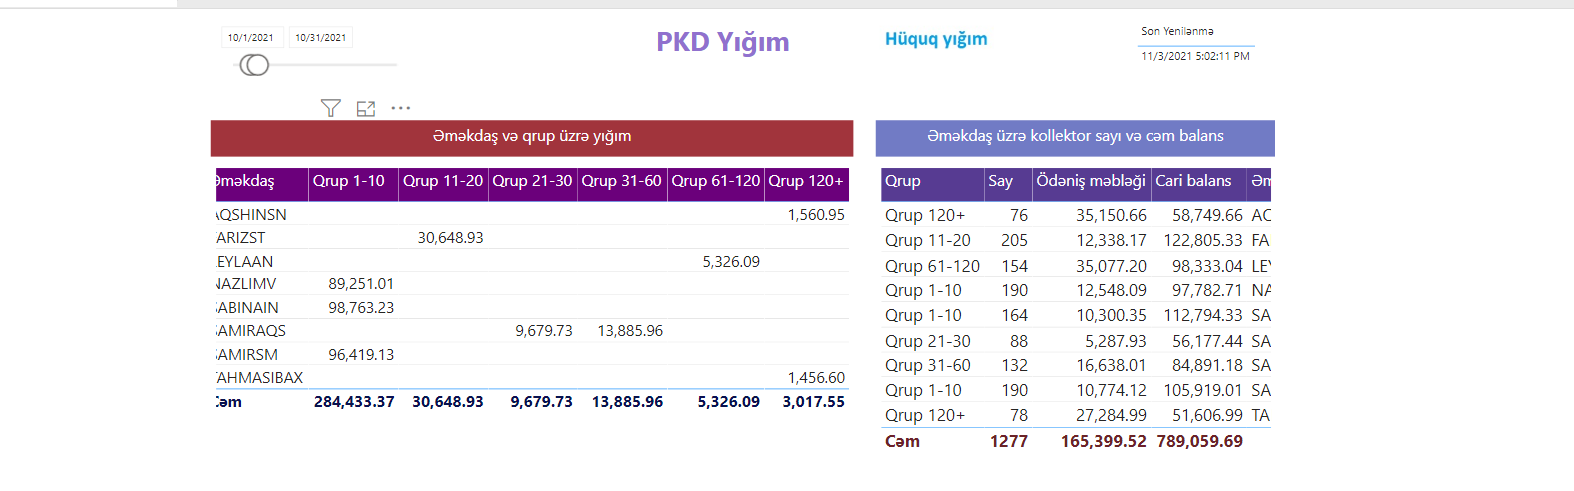 10/1/2021 10/31/2021
PKD Yığım
Hüquq yığım
Son Yenilənmə
11/3/2021 5:02:11 PM
Əməkdaş və qrup üzrə yığım
Əməkdaş Qrup 1-10 Qrup 11-20 Qrup 21-30 Qrup 31-60 Qrup 61-120 Qrup 120+
AQSHINSN 1,560.95
ARIZST 30,648.93
EYLAAN 5,326.09
NAZLIMV 89,251.01
SABINAIN 98,763.23
SAMIRAQS 9,679.73 13,885.96
SAMIRSM 96,419.13
TAHMASIBAX 1,456.60
Cəm 284,433.37 30,648.93 9,679.73 13,885.96 5,326.09 3,017.55
Əməkdaş üzrə kollektor sayı və cəm balans
Qrup Say Ödəniş məbləği Cari balans Əm
Qrup 120+ 76 35,150.66 58,749.66
Qrup 11-20 205 12,338.17 122,805.33 FA
Qrup 61-120 154 35,077.20 98,333.04 LEY
Qrup 1-10 190 12,548.09 97,782.71 NA
Qrup 1-10 164 10,300.35 112,794.33 SA
Qrup 21-30 88 5,287.93 56,177.44 SA
Qrup 31-60 132 16,638.01 84,891.18 SA
Qrup 1-10 190 10,774.12 105,919.01 SA
Qrup 120+ 78 27,284.99 51,606.99 TA
Cəm 1277 165,399.52 789,059.69